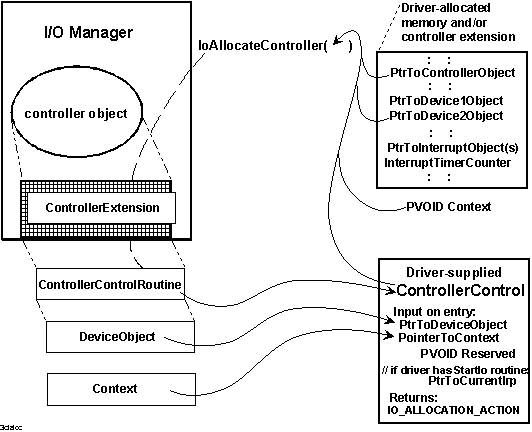 I/O Manager
controller object
ControllerExtension
ControllerControlRoutine
DeviceObject
Context
IoAllocateController( )
Driver-allocated
memory and/or
controller extension
: :
PtrToControllerObject
: :
PtrToDevice1Object
PtrToDevice2Object
: :
PtrToInterruptObject(s)
InterruptTimerCounter
: :
PVOID Context
Driver-supplied
ControllerControl
Input on entry:
PtrToDeviceObject
PointerToContext
PVOID Reserved
// if driver has StartIo routine:
PtrToCurrentIrp
Returns:
IO_ALLOCATION_ACTION